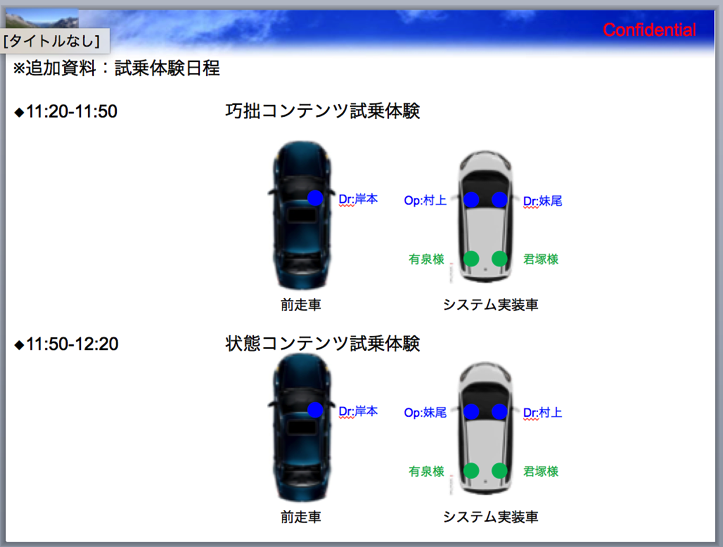 Confidential
[タイトルなし]
※追加資料：試乗体験日程
◆11:20-11:50 巧拙コンテンツ試乗体験
Dr:岸本 Op:村上 Dr:妹尾
有泉様 君塚様
前走車 システム実装車
◆11:50-12:20 状態コンテンツ試乗体験
Dr:岸本 Op:妹尾 Dr:村上
有泉様 君塚様
前走車 システム実装車